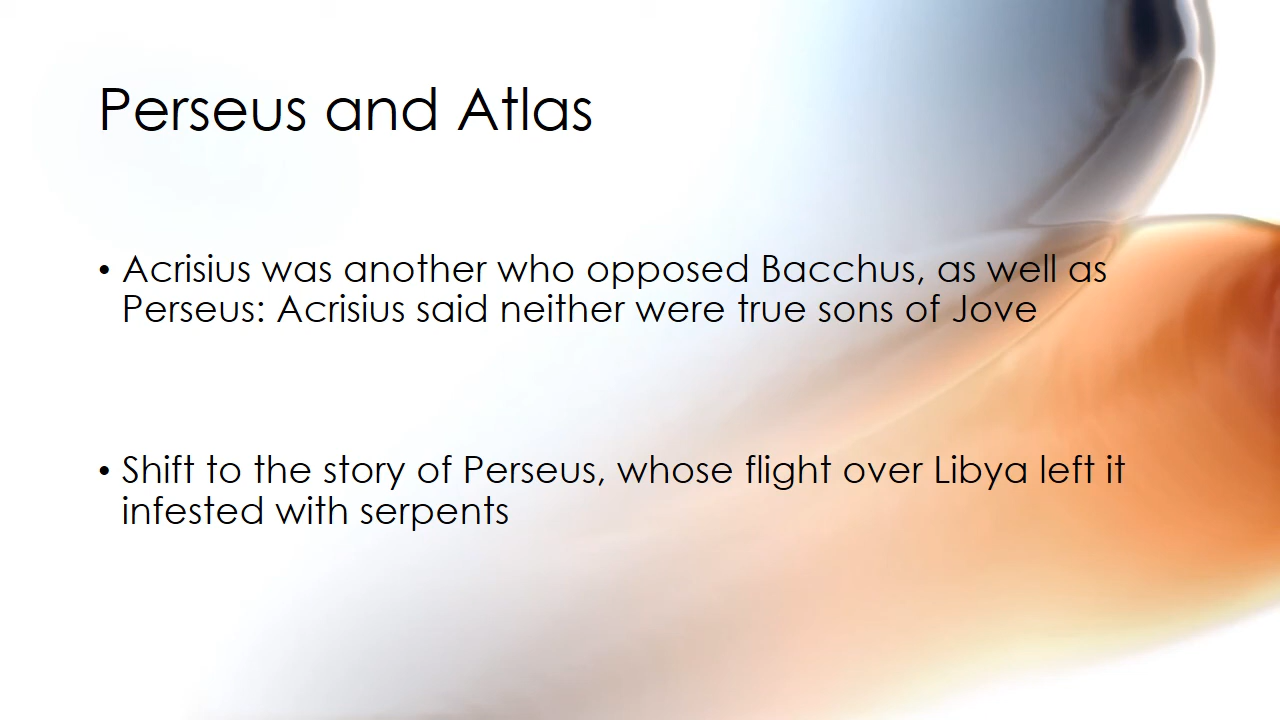 Perseus and Atlas
• Acrisius was another who opposed Bacchus, as well as
Perseus: Acrisius said neither were true sons of Jove
• Shift to the story of Perseus, whose flight over Libya left it
infested with serpents